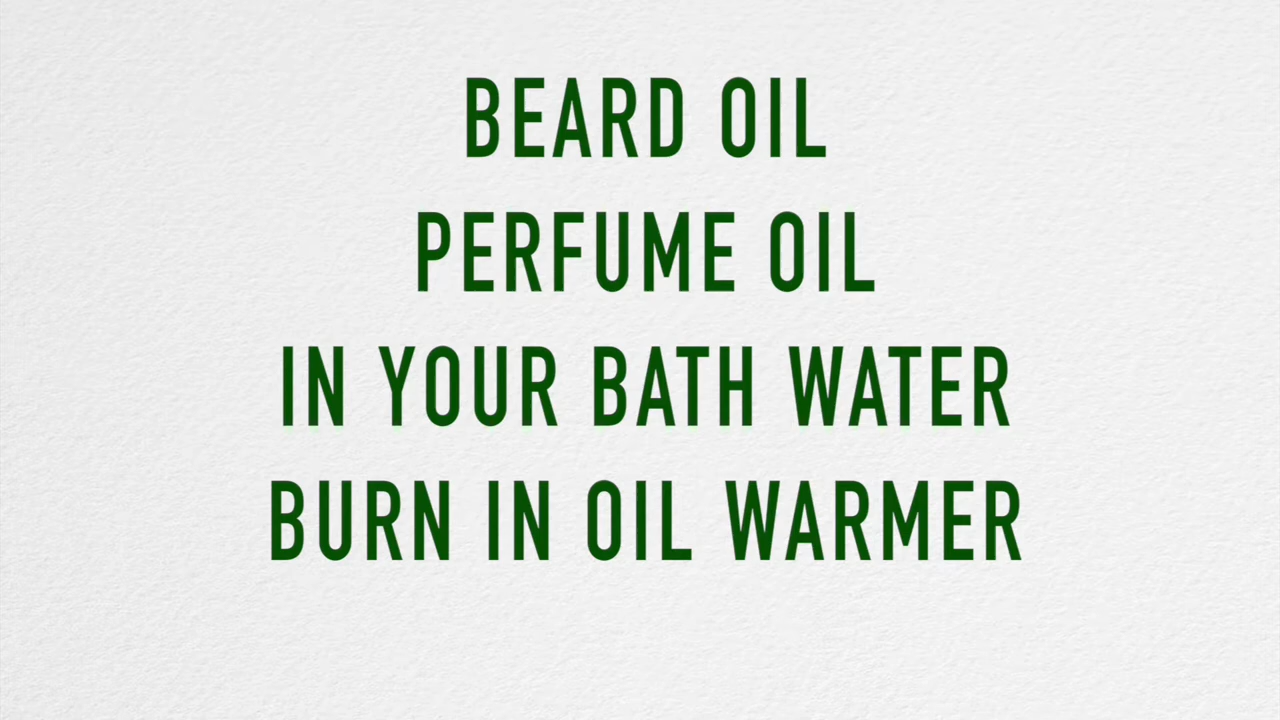 BEARD OIL
PERFUME OIL
IN YOUR BATH WATER
BURN IN OIL WARMER